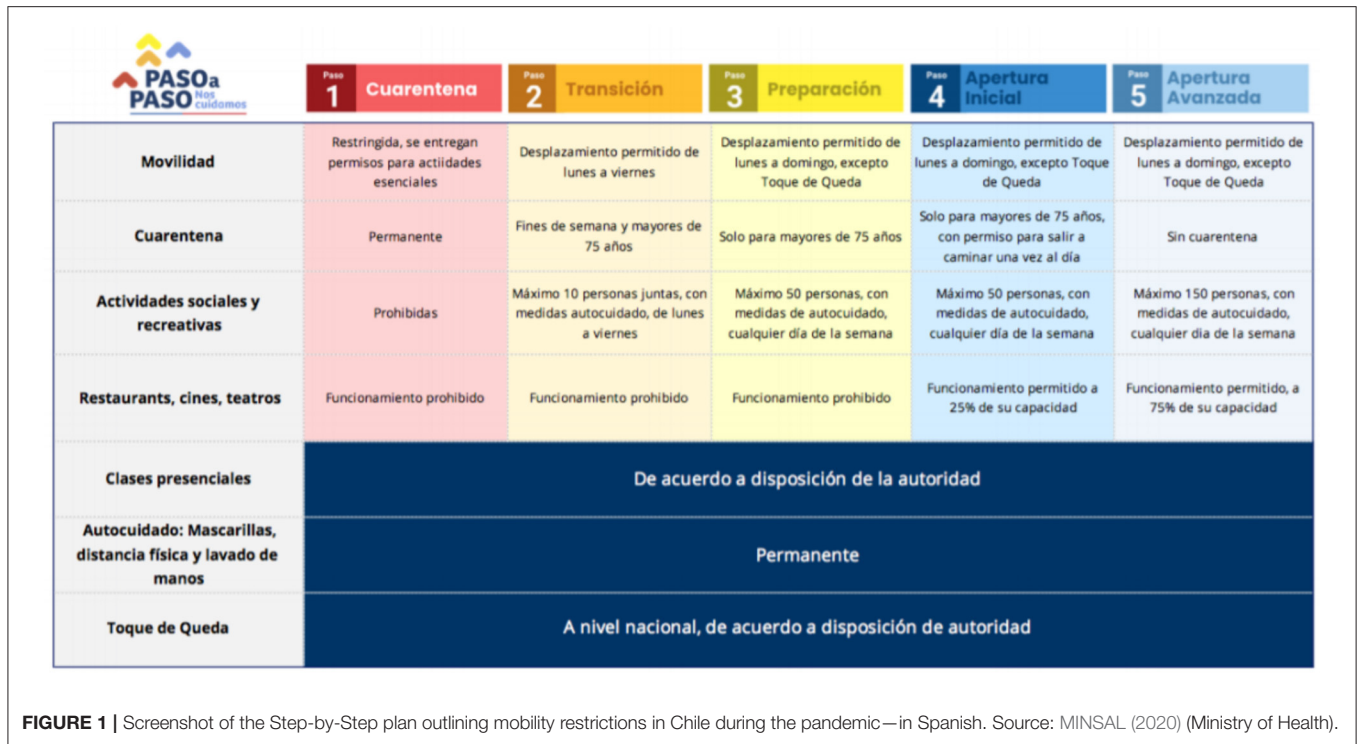 PASOa
PASO Nos
cuidamos
Paso
1 Cuarentena
Paso
2 Transición
Paso
3 Preparación
Paso
4 Apertura
Inicial
Paso
5 Apertura
Avanzada
Movilidad
Restringida, se entregan
permisos para actiidades
esenciales
Desplazamiento permitido de
lunes a viernes
Desplazamiento permitido de
lunes a domingo, excepto
Toque de Queda
Desplazamiento permitido de
lunes a domingo, excepto Toque
de Queda
Desplazamiento permitido de
lunes a domingo, excepto
Toque de Queda
Cuarentena
Permanente
Fines de semana y mayores de
75 años
Solo para mayores de 75 años
Solo para mayores de 75 años,
con permiso para salir a
caminar una vez al día
Sin cuarentena
Actividades sociales y
recreativas
Prohibidas
Máximo 10 personas juntas, con
medidas autocuidado, de lunes
a viernes
Máximo 50 personas, con
medidas de autocuidado,
cualquier día de la semana
Máximo 50 personas, con
medidas de autocuidado,
cualquier día de la semana
Máximo 150 personas, con
medidas de autocuidado,
cualquier día de la semana
Restaurants, cines, teatros
Funcionamiento prohibido
Funcionamiento prohibido
Funcionamiento prohibido
Funcionamiento permitido a
25% de su capacidad
Funcionamiento permitido, a
75% de su capacidad
Clases presenciales
De acuerdo a disposición de la autoridad
Autocuidado: Mascarillas,
distancia física y lavado de
manos
Permanente
Toque de Queda
A nivel nacional, de acuerdo a disposición de autoridad
FIGURE 1 | Screenshot of the Step-by-Step plan outlining mobility restrictions in Chile during the pandemic—in Spanish. Source: MINSAL (2020) (Ministry of Health).